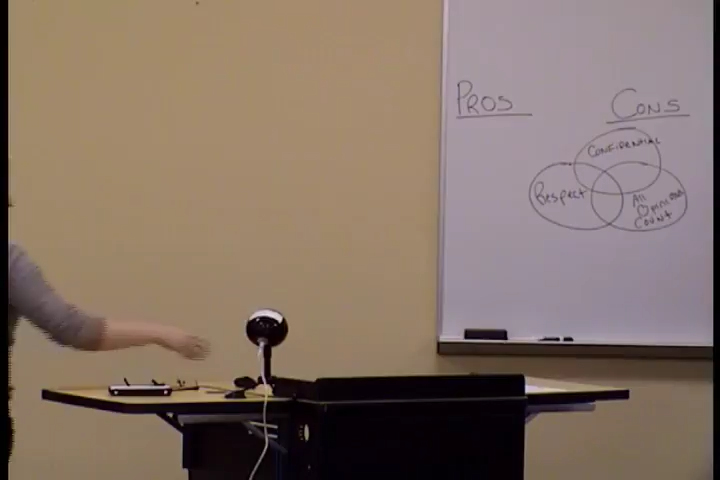 Pros Cons
Confidential
Respect
All
Opinions
Count